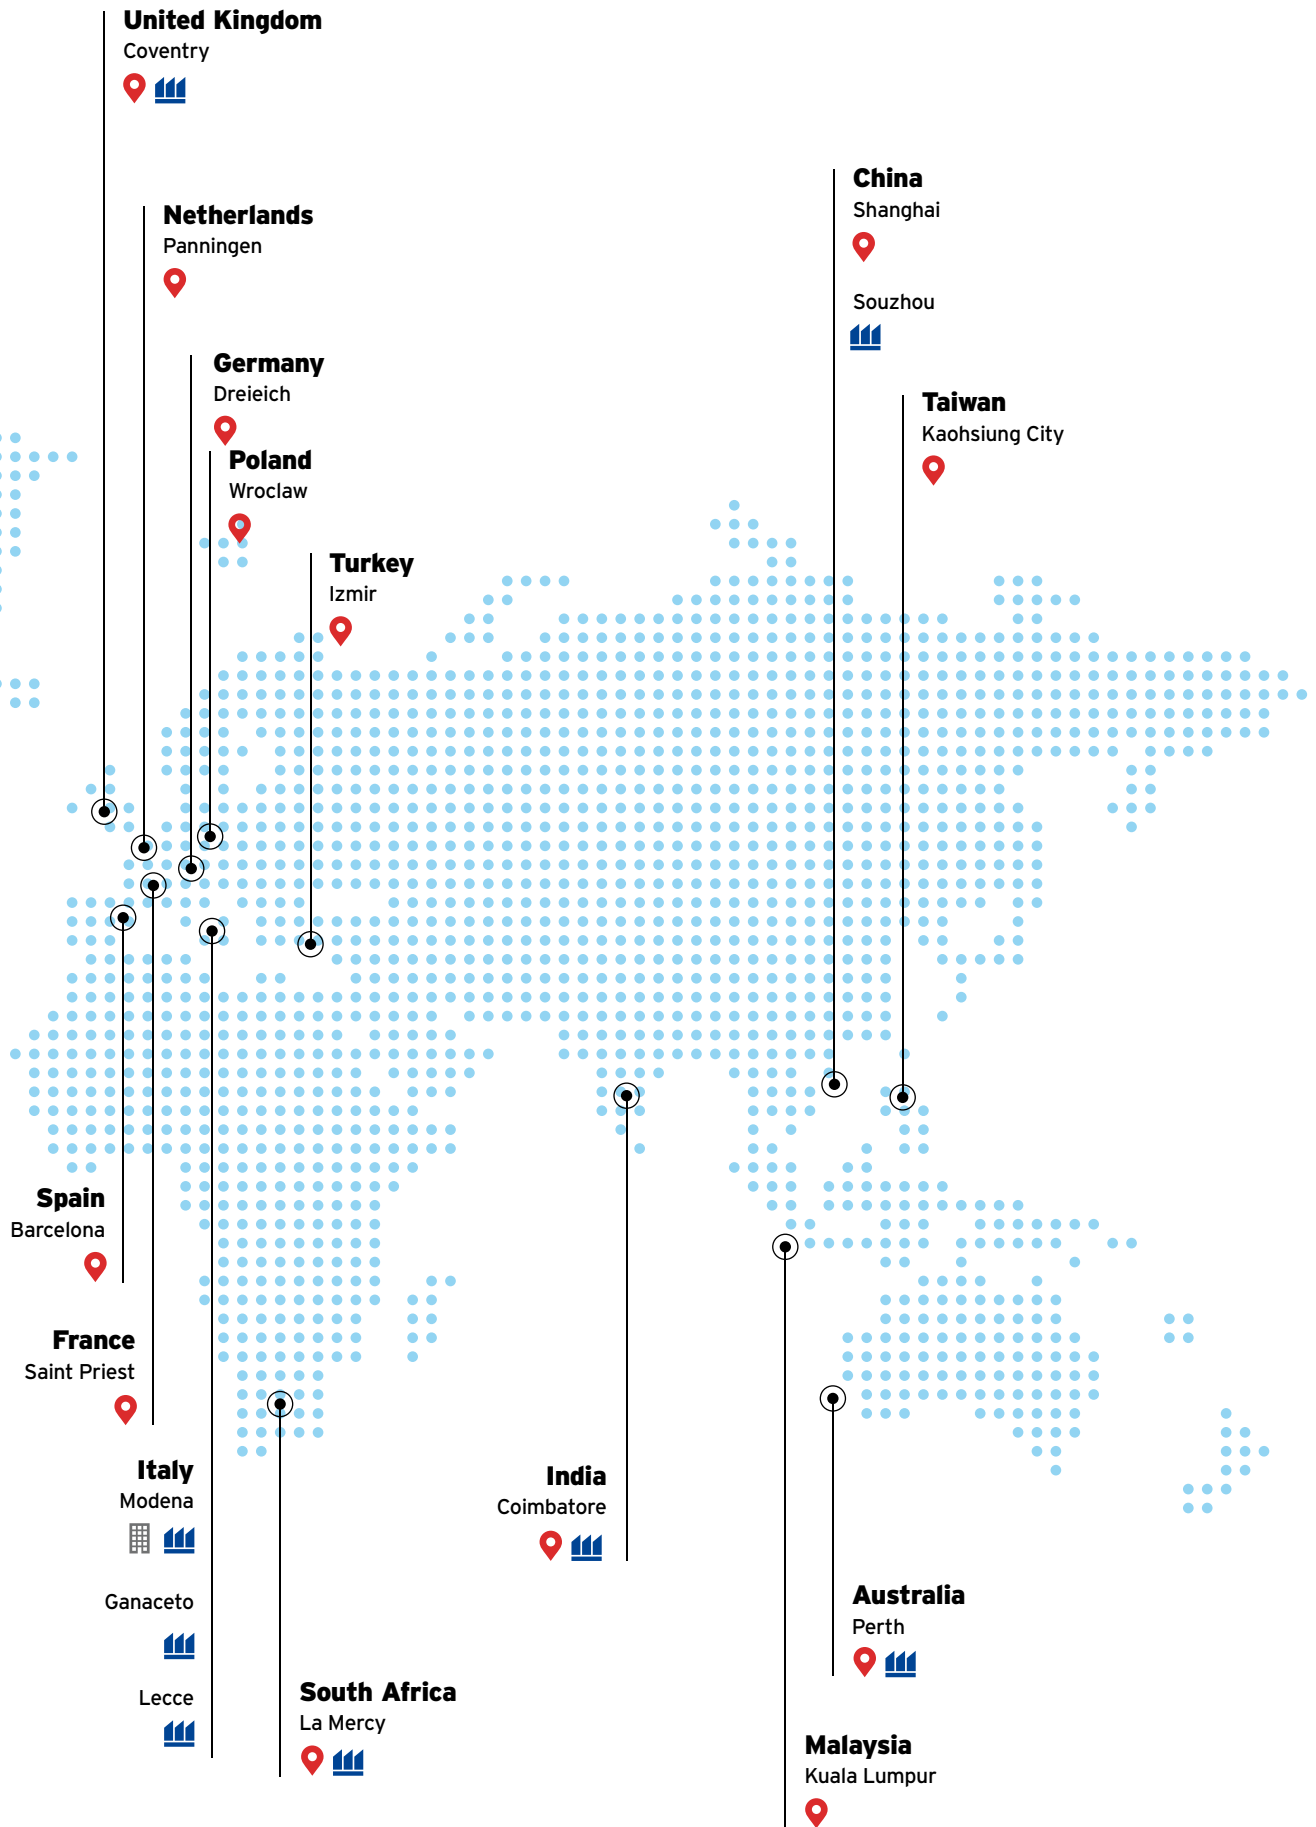 United Kingdom
Coventry
Netherlands
Panningen
Germany
Dreieich
Poland
Wroclaw
Turkey
Izmir
China
Shanghai
Souzhou
Taiwan
Kaohsiung City
Spain
Barcelona
France
Saint Priest
Italy
Modena
Ganaceto
Lecce
South Africa
La Mercy
India
Coimbatore
Australia
Perth
Malaysia
Kuala Lumpur